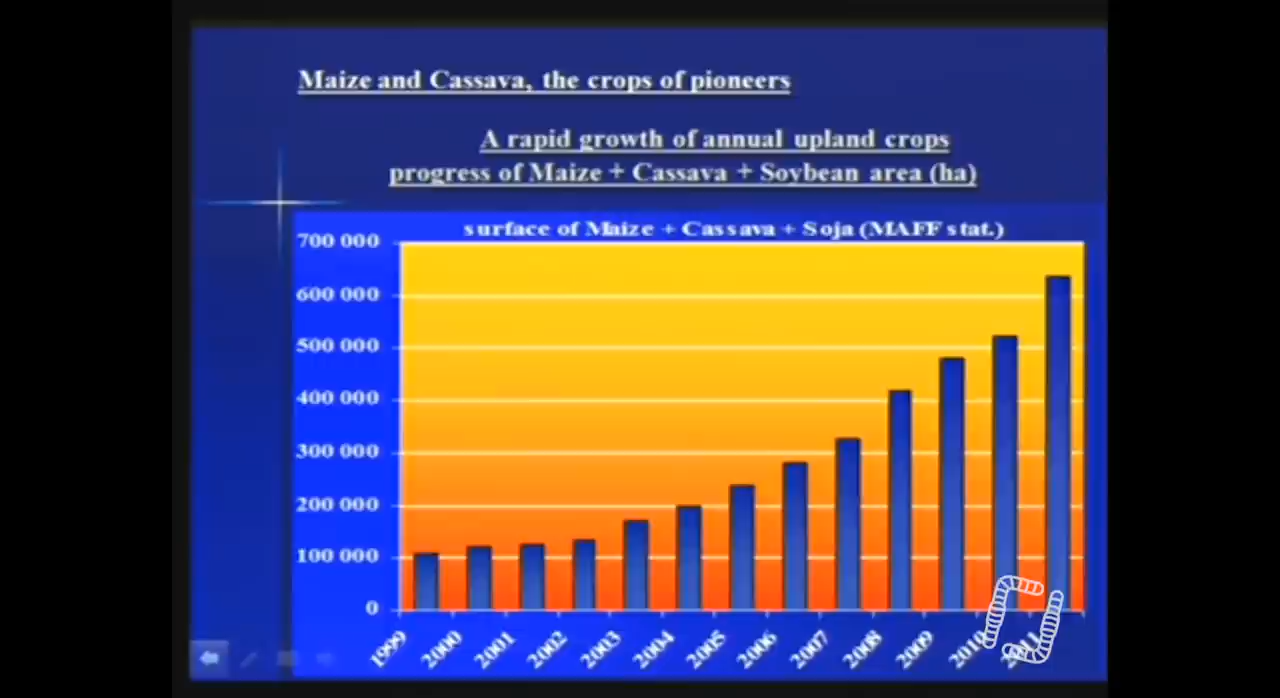 Maize and Cassava, the crops of pioneers
A rapid growth of annual upland crops
progress of Maize + Cassava + Soybean area (ha)
surface of Maize + Cassava + Soja (MAFF stat.)
700 000
600 000
500 000
400 000
300 000
200 000
100 000
0
1999 2000 2001 2002 2003 2004 2005 2006 2007 2008 2009 2010 2011